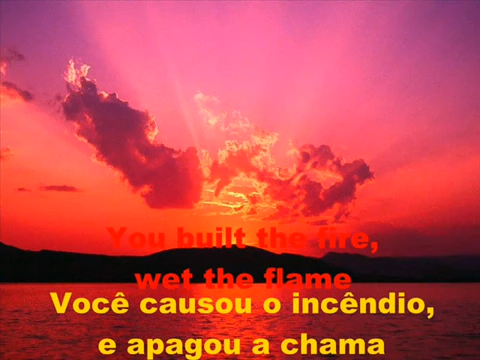 You built the fire,
wet the flame
Você causou o incêndio,
e apagou a chama